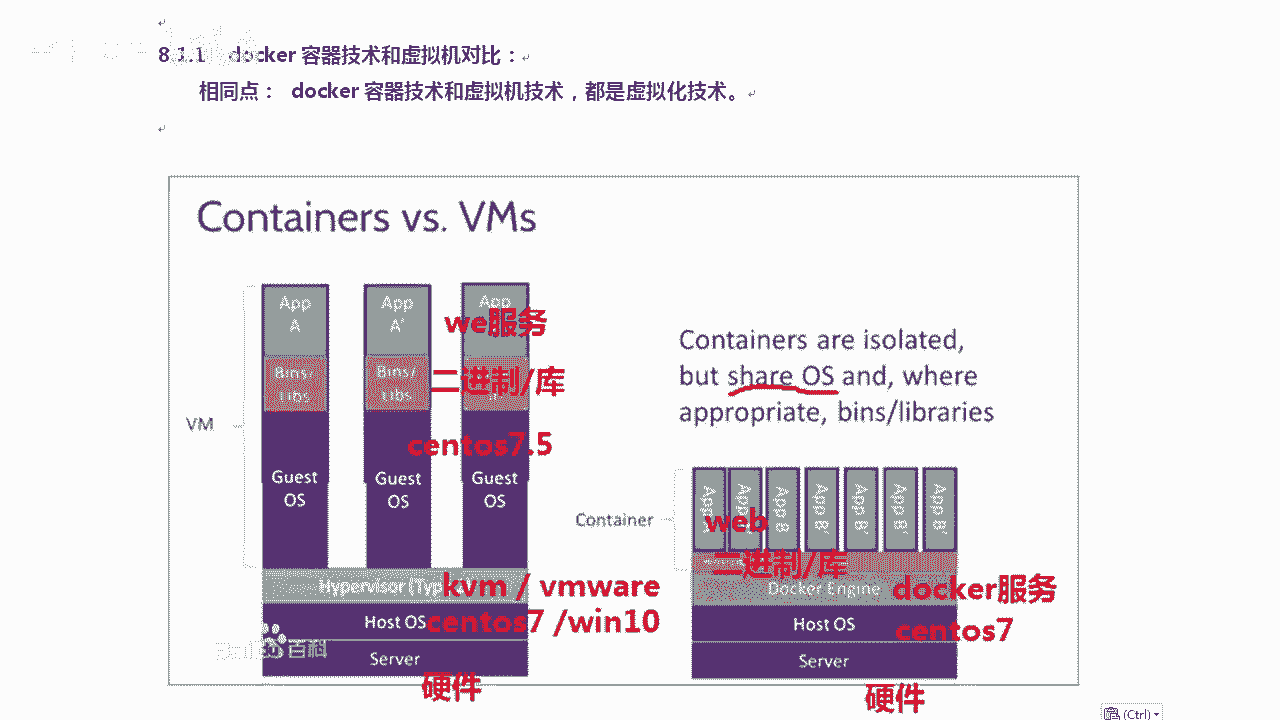 8.1.1 docker 容器技术和虚拟机对比：
相同点： docker 容器技术和虚拟机技术，都是虚拟化技术。
Containers vs. VMs
App A
App A'
App
we服务
Bins/ Libs
Bins/ Libs
二进制/库
centos7.5
VM
Guest OS
Guest OS
Guest OS
Hypervisor (Typ
kvm / vmware
Host OS
centos7 /win10
Server
硬件
Baidu百科
Containers are isolated,
but share OS and, where
appropriate, bins/libraries
Container
App
App B
App B'
App B'
App B'
App B'
web
二进制/库
Docker Engine
docker服务
Host OS
centos7
Server
硬件
(Ctrl)